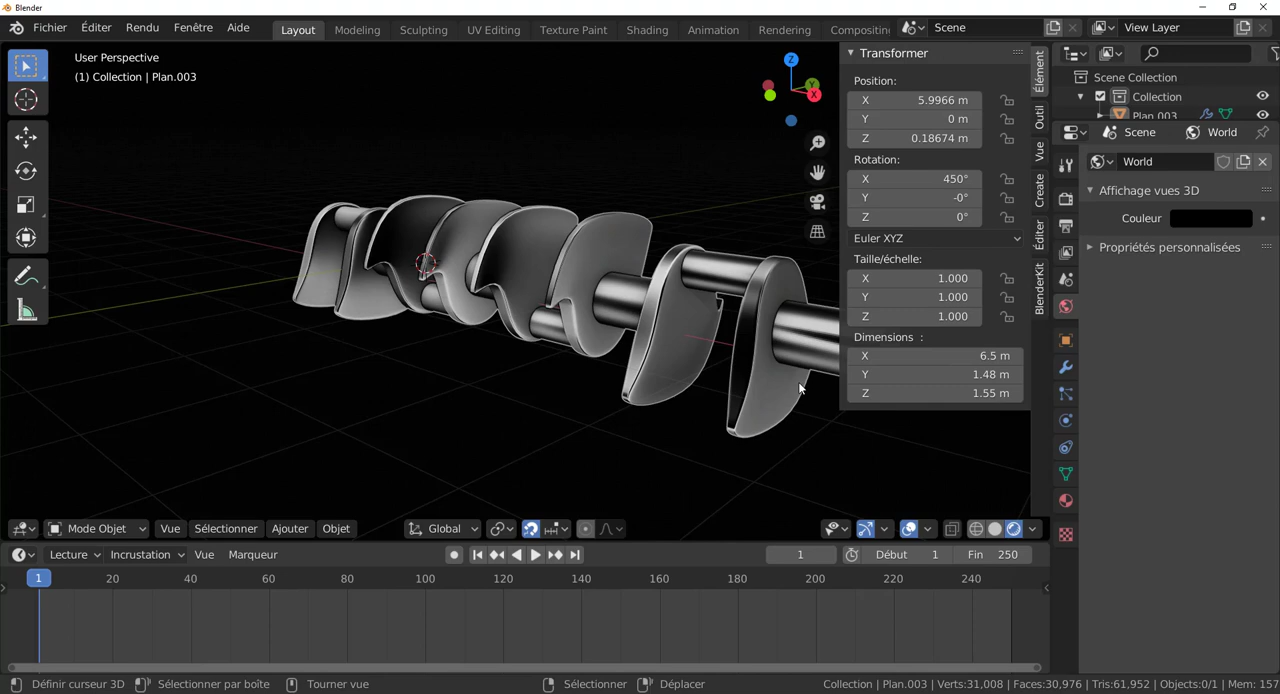 Blender
Fichier Éditer Rendu Fenêtre Aide Layout Modeling Sculpting UV Editing Texture Paint Shading Animation Rendering Compositing Scene View Layer
User Perspective
(1) Collection | Plan.003
Z
Y
X
Transformer
Position:
X 5.9966 m
Y 0 m
Z 0.18674 m
Rotation:
X 450°
Y -0°
Z 0°
Euler XYZ
Taille/échelle:
X 1.000
Y 1.000
Z 1.000
Dimensions :
X 6.5 m
Y 1.48 m
Z 1.55 m
Élément
Outil
Vue
Create
Éditer
BlenderKit
Scene Collection
Collection
Plan.003
Scene World
World
Affichage vues 3D
Couleur
Propriétés personnalisées
Mode Objet Vue Sélectionner Ajouter Objet Global
Lecture Incrustation Vue Marqueur 1 Début 1 Fin 250
1 20 40 60 80 100 120 140 160 180 200 220 240
Définir curseur 3D Sélectionner par boîte Tourner vue Sélectionner Déplacer Collection | Plan.003 | Verts:31,008 | Faces:30,976 | Tris:61,952 | Objects:0/1 | Mem: 157